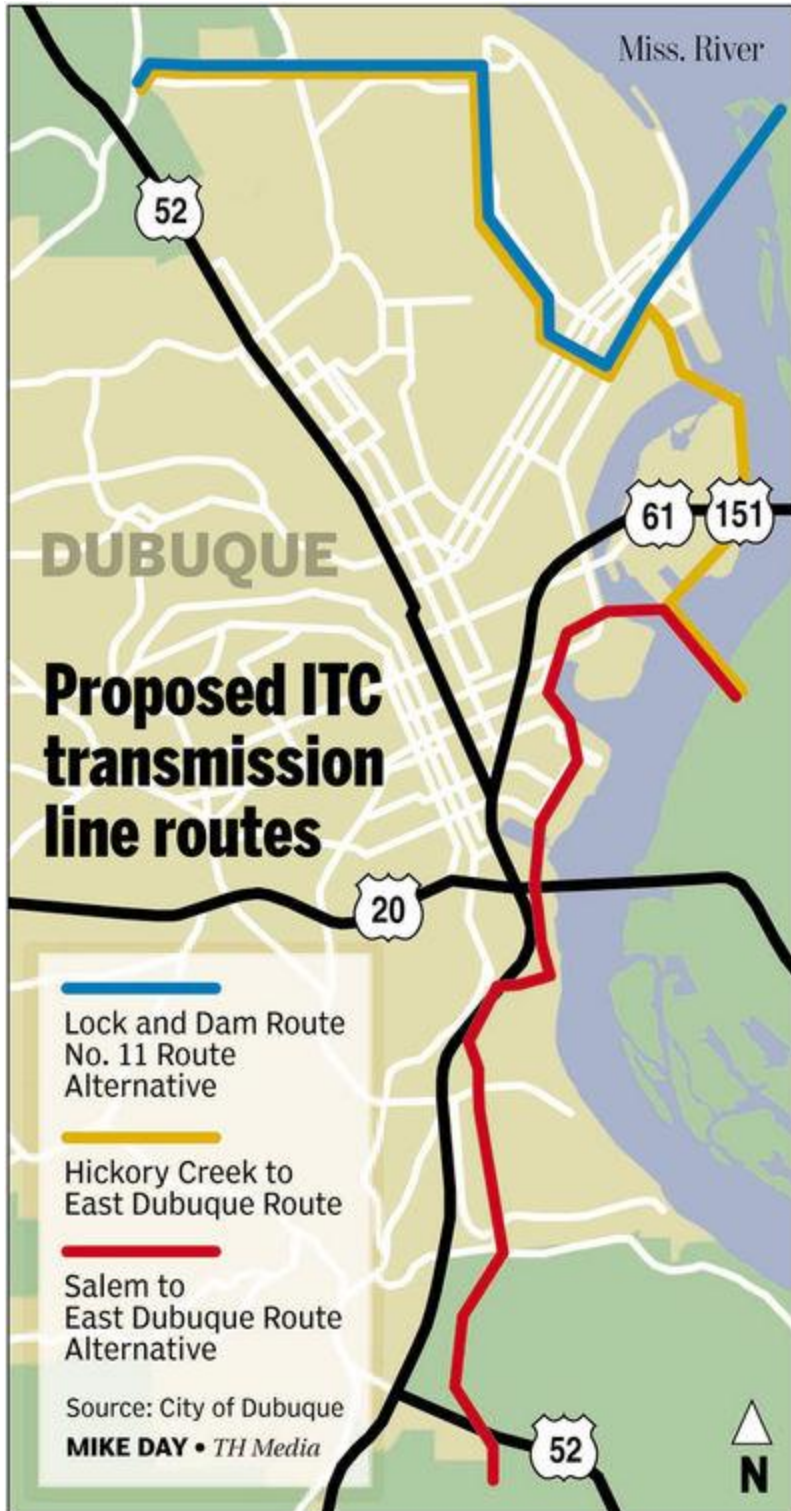 Miss. River
52
61
151
DUBUQUE
Proposed ITC
transmission
line routes
20
Lock and Dam Route
No. 11 Route
Alternative
Hickory Creek to
East Dubuque Route
Salem to
East Dubuque Route
Alternative
Source: City of Dubuque
MIKE DAY • TH Media
52
N